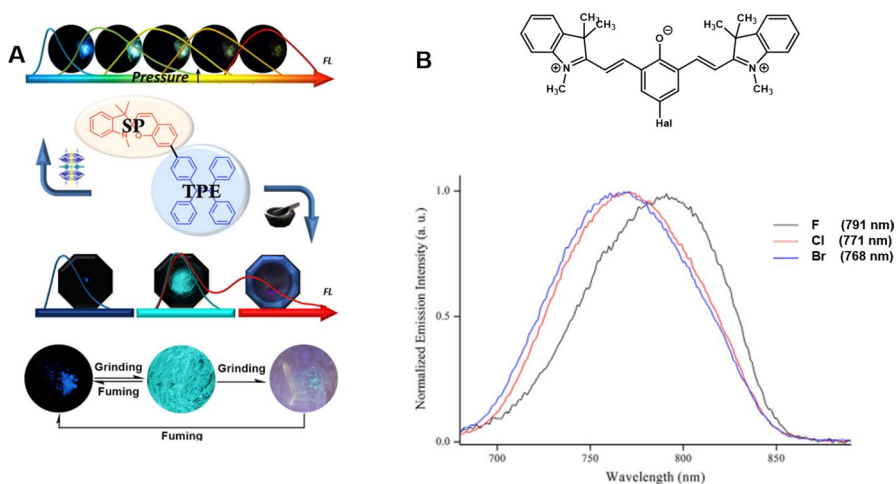 A
FL
Pressure
SP
N
O
TPE
FL
Grinding
Fuming
Grinding
Fuming
B
H₃C
CH₃
O⊖
H₃C
CH₃
N⊕
N⊕
CH₃
CH₃
Hal
Normalized Emission Intensity (a. u.)
1.0
0.5
0.0
700
750
800
850
Wavelength (nm)
F (791 nm)
Cl (771 nm)
Br (768 nm)